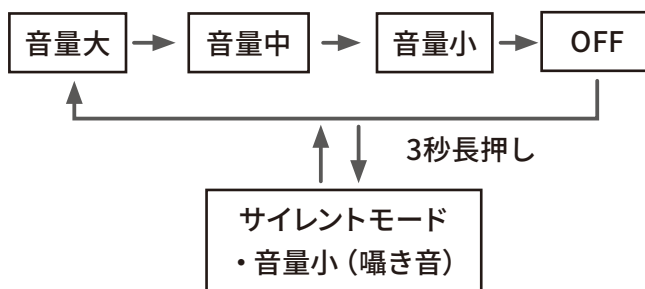 音量大
音量中
音量小
OFF
3秒長押し
サイレントモード
・音量小（囁き音）